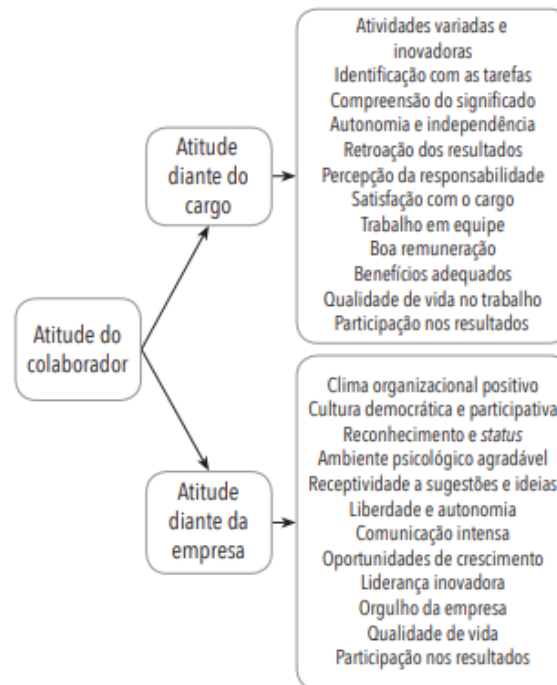 Atividades variadas e
inovadoras
Identificação com as tarefas
Compreensão do significado
Autonomia e independência
Retroação dos resultados
Percepção da responsabilidade
Satisfação com o cargo
Trabalho em equipe
Boa remuneração
Benefícios adequados
Qualidade de vida no trabalho
Participação nos resultados
Atitude
diante do
cargo
Atitude do
colaborador
Atitude
diante da
empresa
Clima organizacional positivo
Cultura democrática e participativa
Reconhecimento e status
Ambiente psicológico agradável
Receptividade a sugestões e ideias
Liberdade e autonomia
Comunicação intensa
Oportunidades de crescimento
Liderança inovadora
Orgulho da empresa
Qualidade de vida
Participação nos resultados